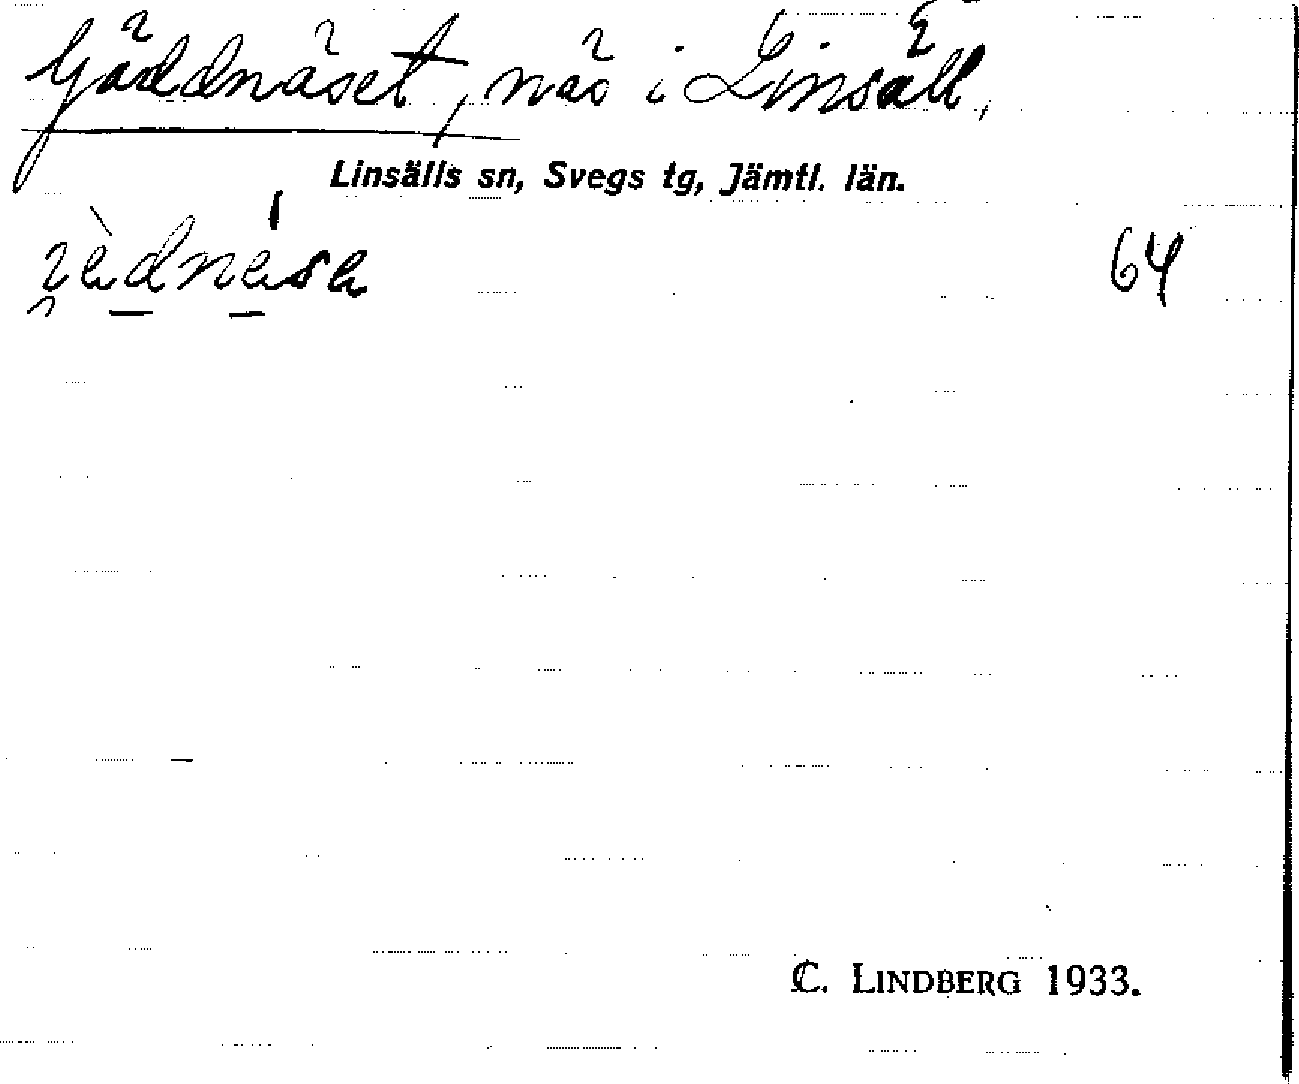 Gäddnäset, näs i Linsäll,
Linsälls sn, Svegs tg, Jämtl. län.
64
C. LINDBERG 1933.